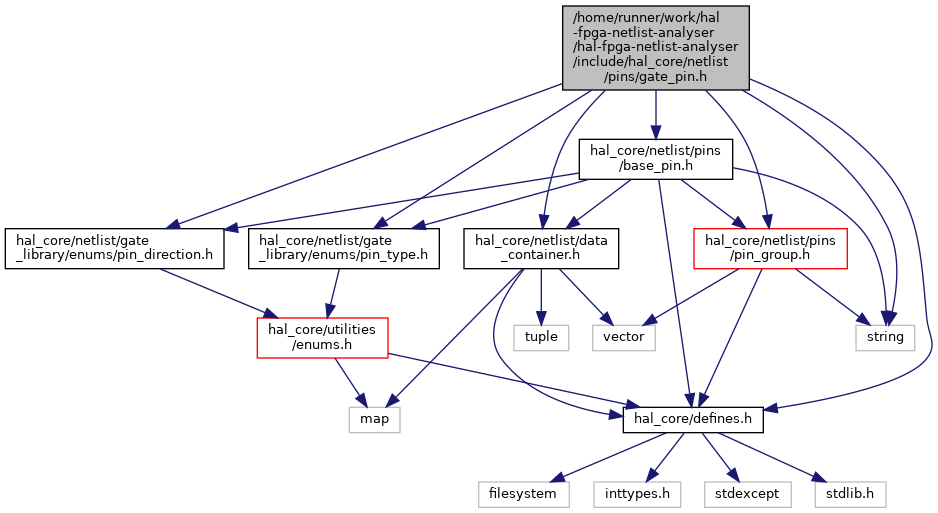 /home/runner/work/hal
-fpga-netlist-analyser
/hal-fpga-netlist-analyser
/include/hal_core/netlist
/pins/gate_pin.h
hal_core/netlist/pins
/base_pin.h
hal_core/netlist/gate
_library/enums/pin_direction.h
hal_core/netlist/gate
_library/enums/pin_type.h
hal_core/netlist/data
_container.h
hal_core/netlist/pins
/pin_group.h
hal_core/utilities
/enums.h
tuple
vector
string
map
hal_core/defines.h
filesystem
inttypes.h
stdexcept
stdlib.h